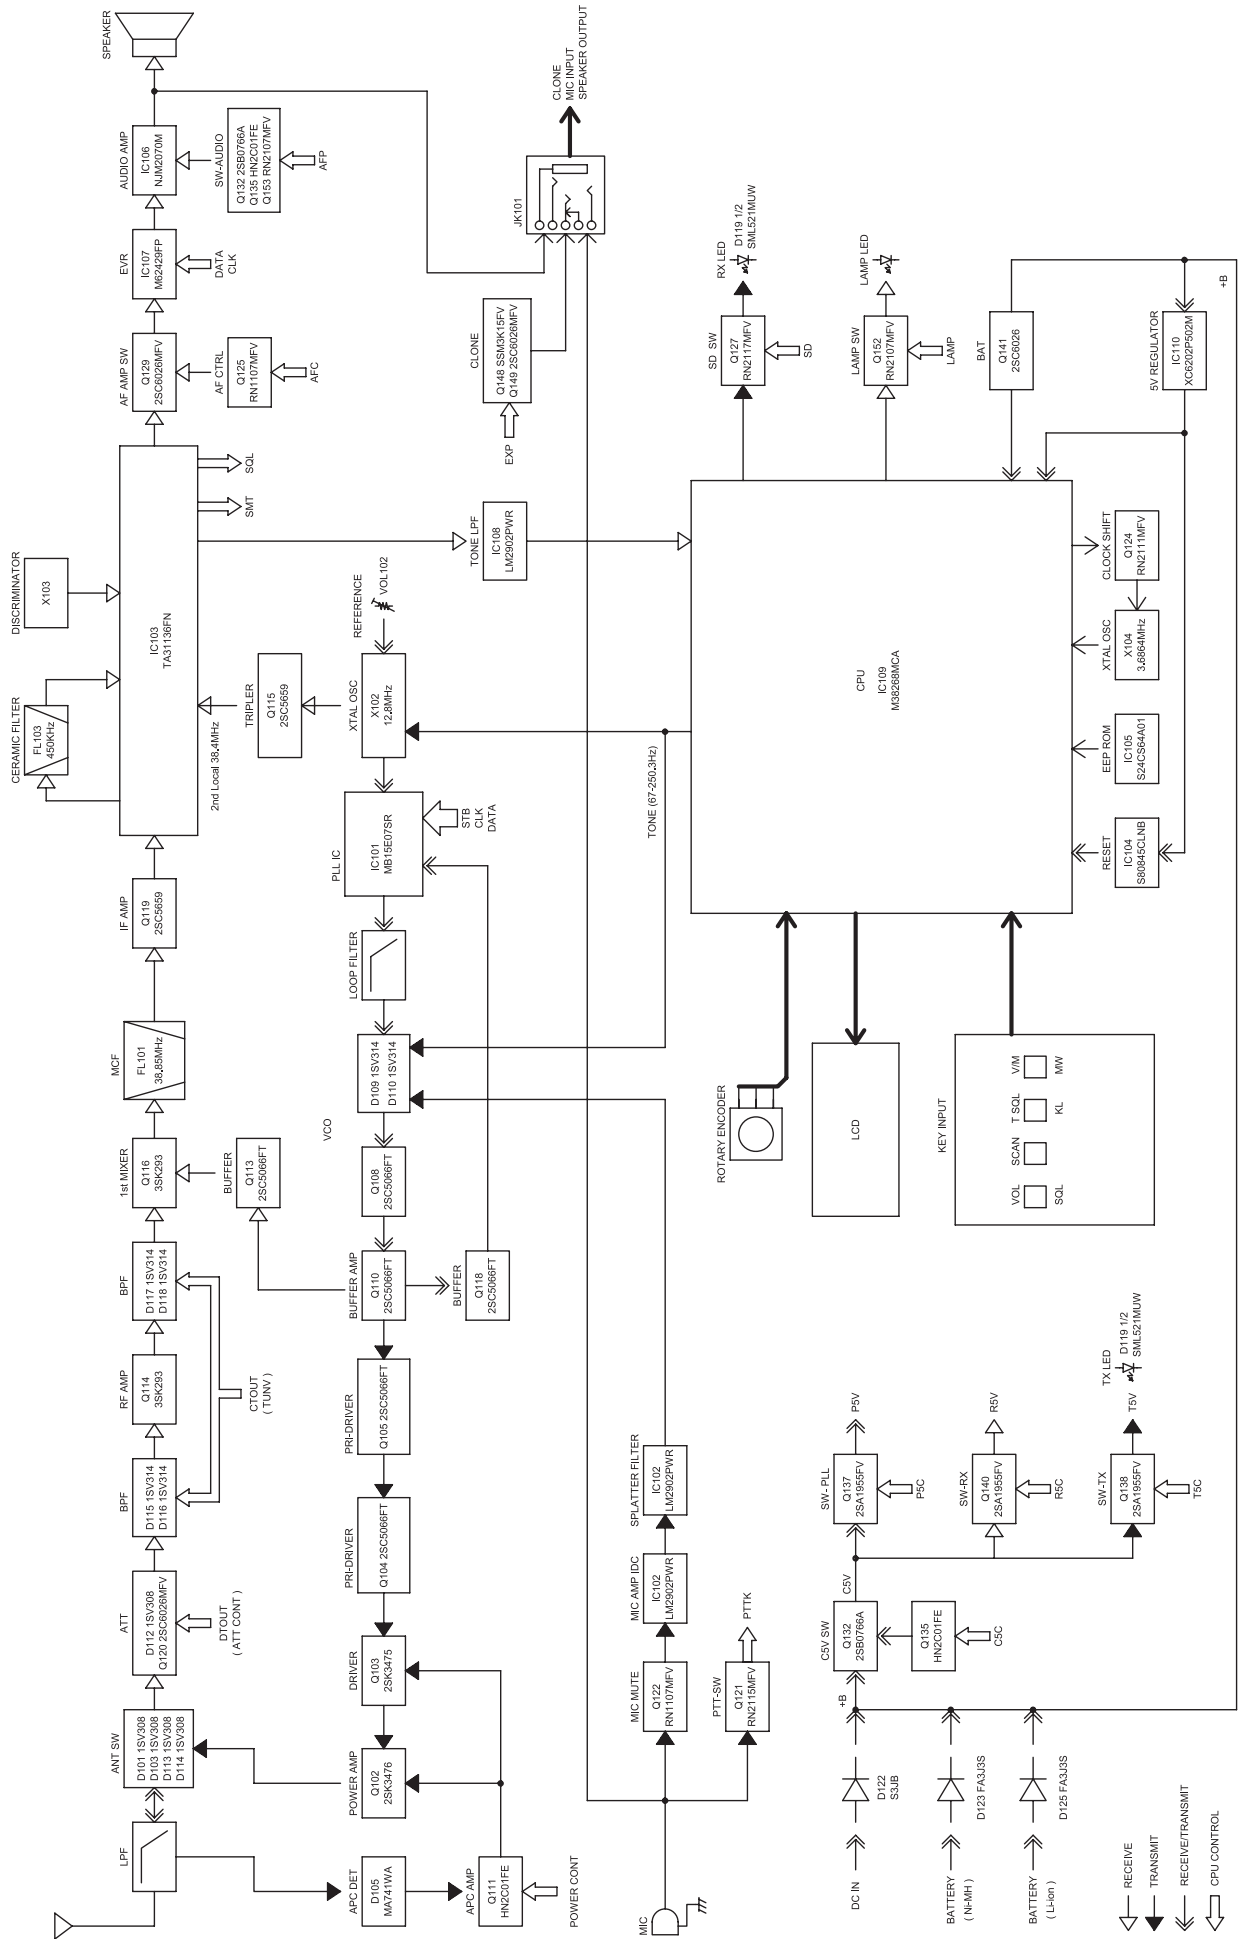 SPEAKER
AUDIO AMP
IC106
NJM2070M
SW-AUDIO
Q132 2SB0766A
Q135 HN2C01FE
Q153 RN2107MFV
AFP
EVR
IC107
M62429FP
DATA
CLK
AF AMP SW
Q129
2SC6026MFV
AF CTRL
Q125
RN1107MFV
AFC
DISCRIMINATOR
X103
CERAMIC FILTER
FL103
450KHz
IC103
TA31136FN
SQL
SMT
2nd Local 38.4MHz
IF AMP
Q119
2SC5659
MCF
FL101
38.85MHz
1st MIXER
Q116
3SK293
BUFFER
Q113
2SC5066FT
BPF
D117 1SV314
D118 1SV314
RF AMP
Q114
3SK293
CTOUT
( TUNV )
BPF
D115 1SV314
D116 1SV314
ATT
D112 1SV308
Q120 2SC6026MFV
DTOUT
( ATT CONT )
ANT SW
D101 1SV308
D103 1SV308
D113 1SV308
D114 1SV308
LPF
CLONE
MIC INPUT
SPEAKER OUTPUT
JK101
CLONE
Q148 SSM3K15FV
Q149 2SC6026MFV
EXP
TONE LPF
IC108
LM2902PWR
REFERENCE
VOL102
TRIPLER
Q115
2SC5659
XTAL OSC
X102
12.8MHz
PLL IC
IC101
MB15E07SR
STB
CLK
DATA
LOOP FILTER
VCO
D109 1SV314
D110 1SV314
Q108
2SC5066FT
BUFFER AMP
Q110
2SC5066FT
BUFFER
Q118
2SC5066FT
PRI-DRIVER
Q105 2SC5066FT
PRI-DRIVER
Q104 2SC5066FT
DRIVER
Q103
2SK3475
POWER AMP
Q102
2SK3476
APC DET
D105
MA741WA
APC AMP
Q111
HN2C01FE
POWER CONT
TONE (67-250.3Hz)
SPLATTER FILTER
IC102
LM2902PWR
MIC AMP IDC
IC102
LM2902PWR
MIC MUTE
Q122
RN1107MFV
PTT-SW
Q121
RN2115MFV
PTTK
MIC
RX LED
D119 1/2
SML521MUW
SD SW
Q127
RN2117MFV
SD
LAMP LED
LAMP SW
Q152
RN2107MFV
LAMP
BAT
Q141
2SC6026
5V REGULATOR
IC110
XC6202P502M
+B
CPU
IC109
M38268MCA
CLOCK SHIFT
Q124
RN2111MFV
XTAL OSC
X104
3.6864MHz
EEP ROM
IC105
S24CS64A01
RESET
IC104
S80845CLNB
ROTARY ENCODER
LCD
KEY INPUT
VOL
SCAN
T SQL
V/M
SQL
KL
MW
TX LED
D119 1/2
SML521MUW
SW- PLL
Q137
2SA1955FV
P5V
P5C
SW-RX
Q140
2SA1955FV
R5V
R5C
SW-TX
Q138
2SA1955FV
T5V
T5C
C5V
C5V SW
Q132
2SB0766A
Q135
HN2C01FE
C5C
+B
D122
S3JB
D123 FA3J3S
D125 FA3J3S
DC IN
BATTERY
( Ni-MH )
BATTERY
( Li-ion )
RECEIVE
TRANSMIT
RECEIVE/TRANSMIT
CPU CONTROL